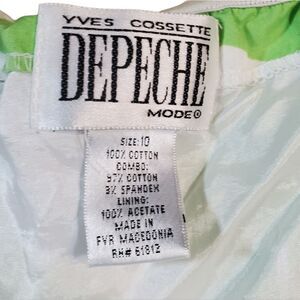 YVES COSSETTE
DEPECHE
MODE®
SIZE: 10
100% COTTON
COMBO:
97% COTTON
3% SPANDEX
LINING:
100% ACETATE
MADE IN
FYR MACEDONIA
RN# 61812